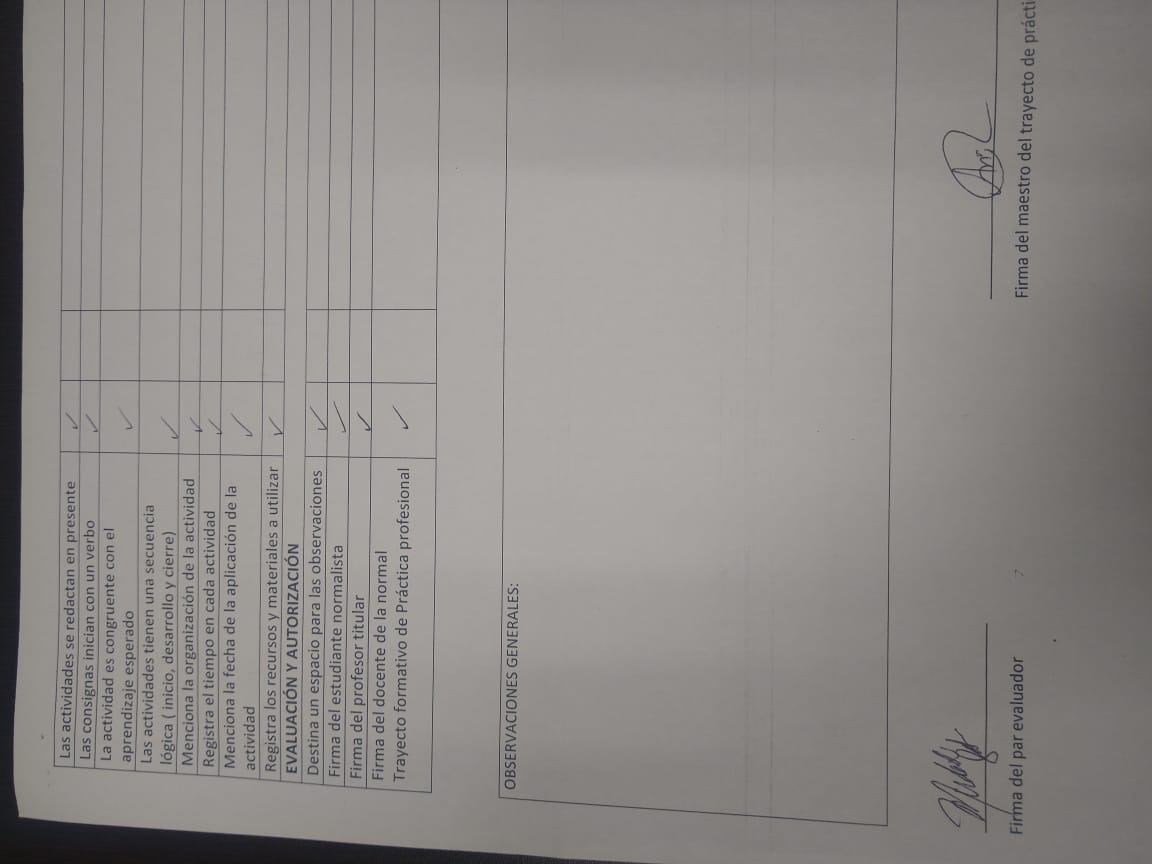 Las actividades se redactan en presente ✓
Las consignas inician con un verbo ✓
La actividad es congruente con el
aprendizaje esperado ✓
Las actividades tienen una secuencia
lógica ( inicio, desarrollo y cierre) ✓
Menciona la organización de la actividad ✓
Registra el tiempo en cada actividad ✓
Menciona la fecha de la aplicación de la
actividad ✓
Registra los recursos y materiales a utilizar ✓
EVALUACIÓN Y AUTORIZACIÓN
Destina un espacio para las observaciones ✓
Firma del estudiante normalista ✓
Firma del profesor titular ✓
Firma del docente de la normal
Trayecto formativo de Práctica profesional ✓
OBSERVACIONES GENERALES:
Firma del par evaluador
Firma del maestro del trayecto de prácti